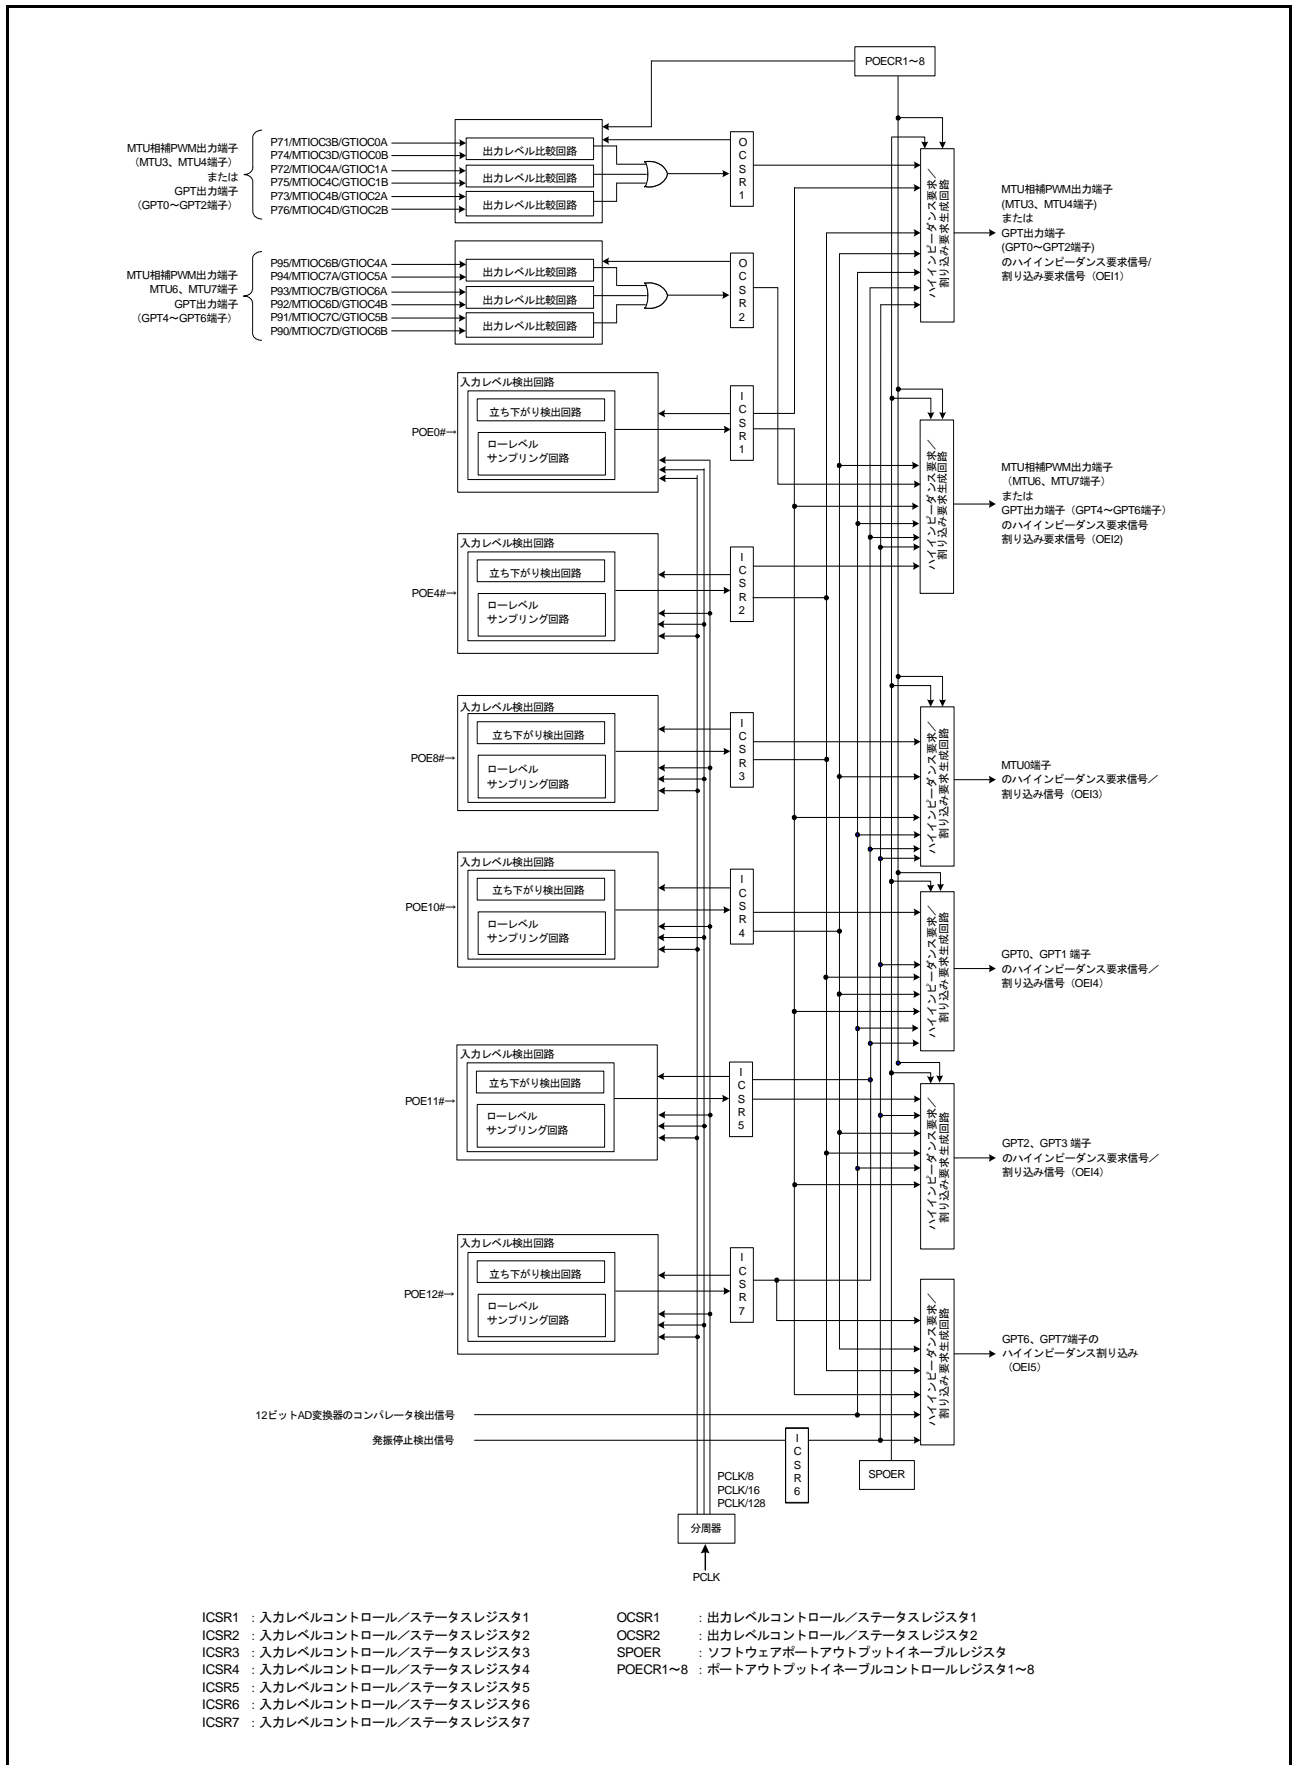 POECR1～8
MTU相補PWM出力端子
（MTU3、MTU4端子）
または
GPT出力端子
（GPT0～GPT2端子）
P71/MTIOC3B/GTIOC0A
P74/MTIOC3D/GTIOC0B
P72/MTIOC4A/GTIOC1A
P75/MTIOC4C/GTIOC1B
P73/MTIOC4B/GTIOC2A
P76/MTIOC4D/GTIOC2B
出力レベル比較回路
出力レベル比較回路
出力レベル比較回路
OCSR1
ハイインピーダンス要求／
割り込み要求生成回路
MTU相補PWM出力端子
(MTU3、MTU4端子)
または
GPT出力端子
(GPT0～GPT2端子)
のハイインピーダンス要求信号/
割り込み要求信号（OEI1）
MTU相補PWM出力端子
MTU6、MTU7端子
GPT出力端子
（GPT4～GPT6端子）
P95/MTIOC6B/GTIOC4A
P94/MTIOC7A/GTIOC5A
P93/MTIOC7B/GTIOC6A
P92/MTIOC6D/GTIOC4B
P91/MTIOC7C/GTIOC5B
P90/MTIOC7D/GTIOC6B
出力レベル比較回路
出力レベル比較回路
出力レベル比較回路
OCSR2
POE0#
入力レベル検出回路
立ち下がり検出回路
ローレベル
サンプリング回路
ICSR1
ハイインピーダンス要求／
割り込み要求生成回路
MTU相補PWM出力端子
（MTU6、MTU7端子）
または
GPT出力端子（GPT4～GPT6端子）
のハイインピーダンス要求信号
割り込み要求信号（OEI2)
POE4#
入力レベル検出回路
立ち下がり検出回路
ローレベル
サンプリング回路
ICSR2
POE8#
入力レベル検出回路
立ち下がり検出回路
ローレベル
サンプリング回路
ICSR3
ハイインピーダンス要求／
割り込み要求生成回路
MTU0端子
のハイインピーダンス要求信号／
割り込み信号（OEI3）
POE10#
入力レベル検出回路
立ち下がり検出回路
ローレベル
サンプリング回路
ICSR4
ハイインピーダンス要求／
割り込み要求生成回路
GPT0、GPT1 端子
のハイインピーダンス要求信号／
割り込み信号（OEI4）
POE11#
入力レベル検出回路
立ち下がり検出回路
ローレベル
サンプリング回路
ICSR5
ハイインピーダンス要求／
割り込み要求生成回路
GPT2、GPT3 端子
のハイインピーダンス要求信号／
割り込み信号（OEI4）
POE12#
入力レベル検出回路
立ち下がり検出回路
ローレベル
サンプリング回路
ICSR7
ハイインピーダンス要求／
割り込み要求生成回路
GPT6、GPT7端子の
ハイインピーダンス割り込み
（OEI5）
12ビットAD変換器のコンパレータ検出信号
発振停止検出信号
ICSR6
SPOER
PCLK/8
PCLK/16
PCLK/128
分周器
PCLK
ICSR1 ：入力レベルコントロール／ステータスレジスタ1
ICSR2 ：入力レベルコントロール／ステータスレジスタ2
ICSR3 ：入力レベルコントロール／ステータスレジスタ3
ICSR4 ：入力レベルコントロール／ステータスレジスタ4
ICSR5 ：入力レベルコントロール／ステータスレジスタ5
ICSR6 ：入力レベルコントロール／ステータスレジスタ6
ICSR7 ：入力レベルコントロール／ステータスレジスタ7
OCSR1 ：出力レベルコントロール／ステータスレジスタ1
OCSR2 ：出力レベルコントロール／ステータスレジスタ2
SPOER ：ソフトウェアポートアウトプットイネーブルレジスタ
POECR1～8 ：ポートアウトプットイネーブルコントロールレジスタ1～8